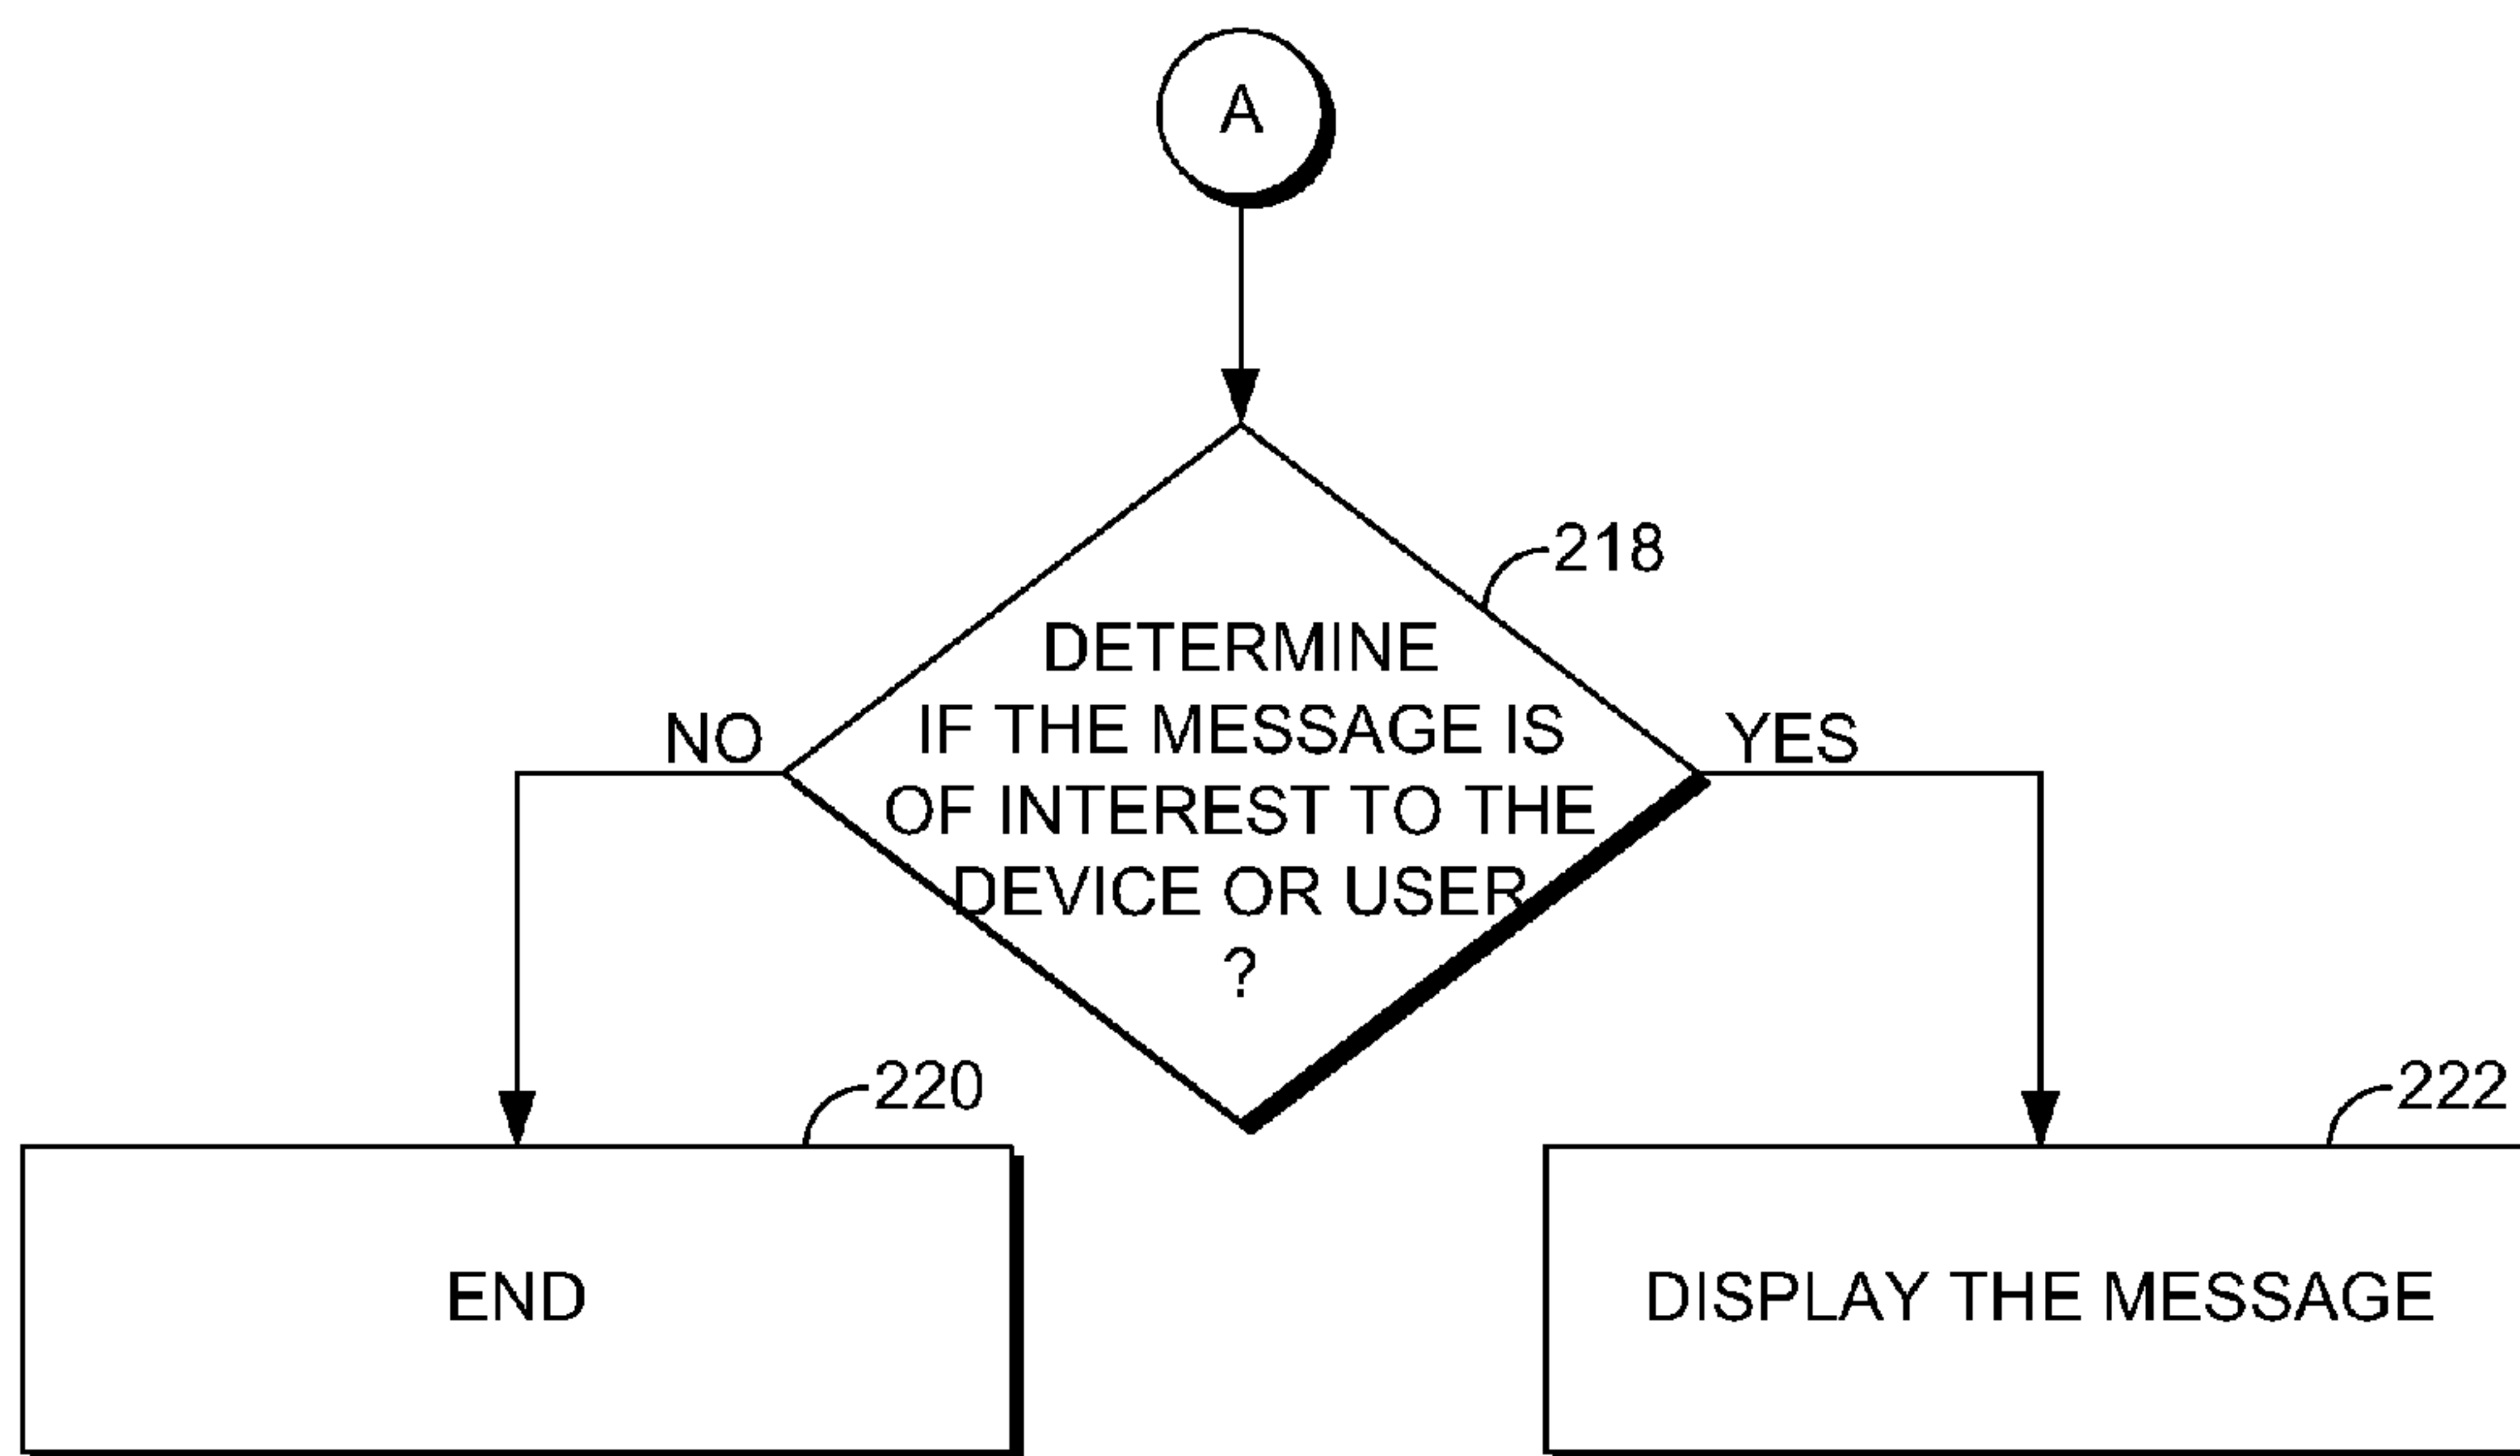 A
218
DETERMINE
IF THE MESSAGE IS
OF INTEREST TO THE
DEVICE OR USER
?
NO
YES
220
222
END
DISPLAY THE MESSAGE